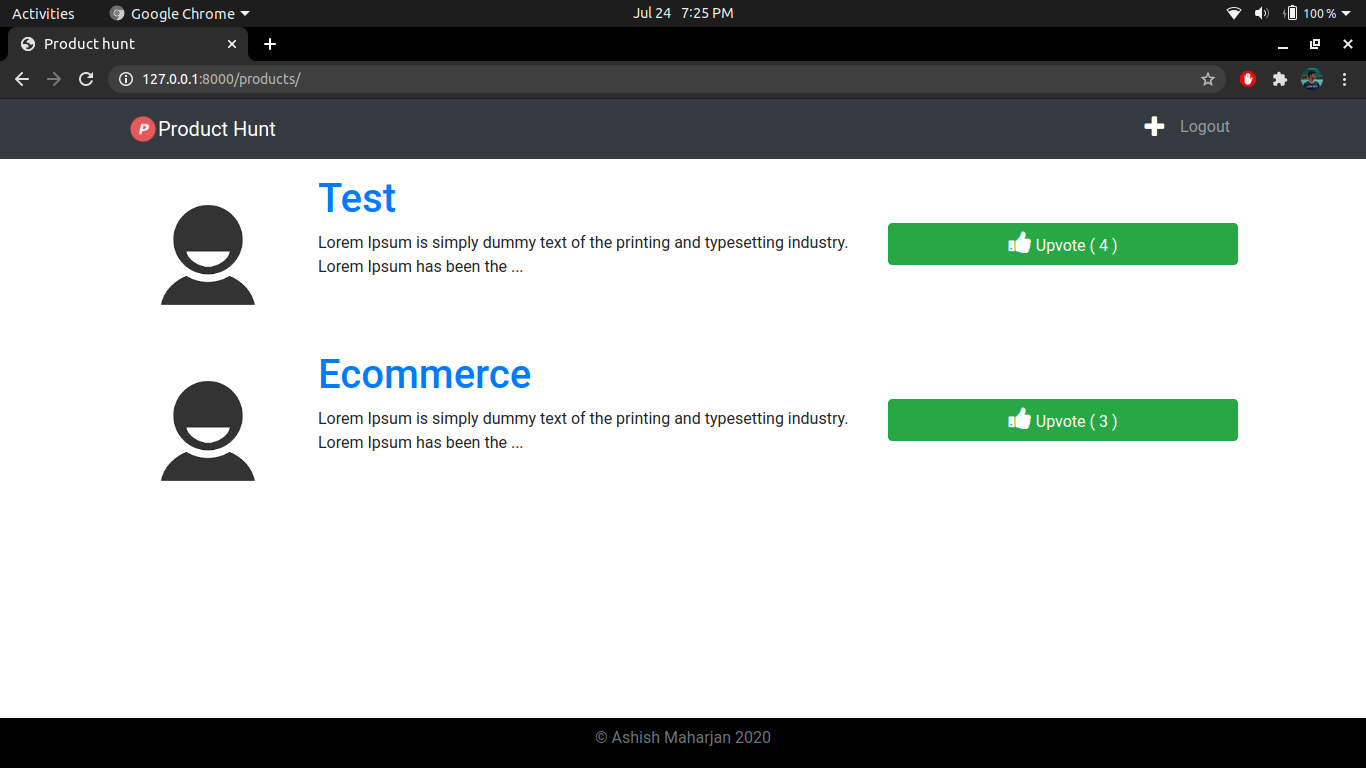 Activities Google Chrome Jul 24 7:25 PM 100 %
Product hunt
127.0.0.1:8000/products/
P Product Hunt Logout
Test
Lorem Ipsum is simply dummy text of the printing and typesetting industry.
Lorem Ipsum has been the ...
Upvote ( 4 )
Ecommerce
Lorem Ipsum is simply dummy text of the printing and typesetting industry.
Lorem Ipsum has been the ...
Upvote ( 3 )
© Ashish Maharjan 2020